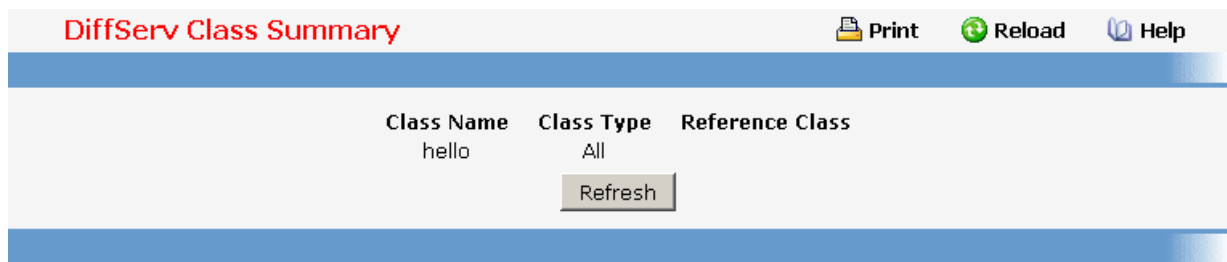 DiffServ Class Summary Print Reload Help
Class Name Class Type Reference Class
hello All
Refresh